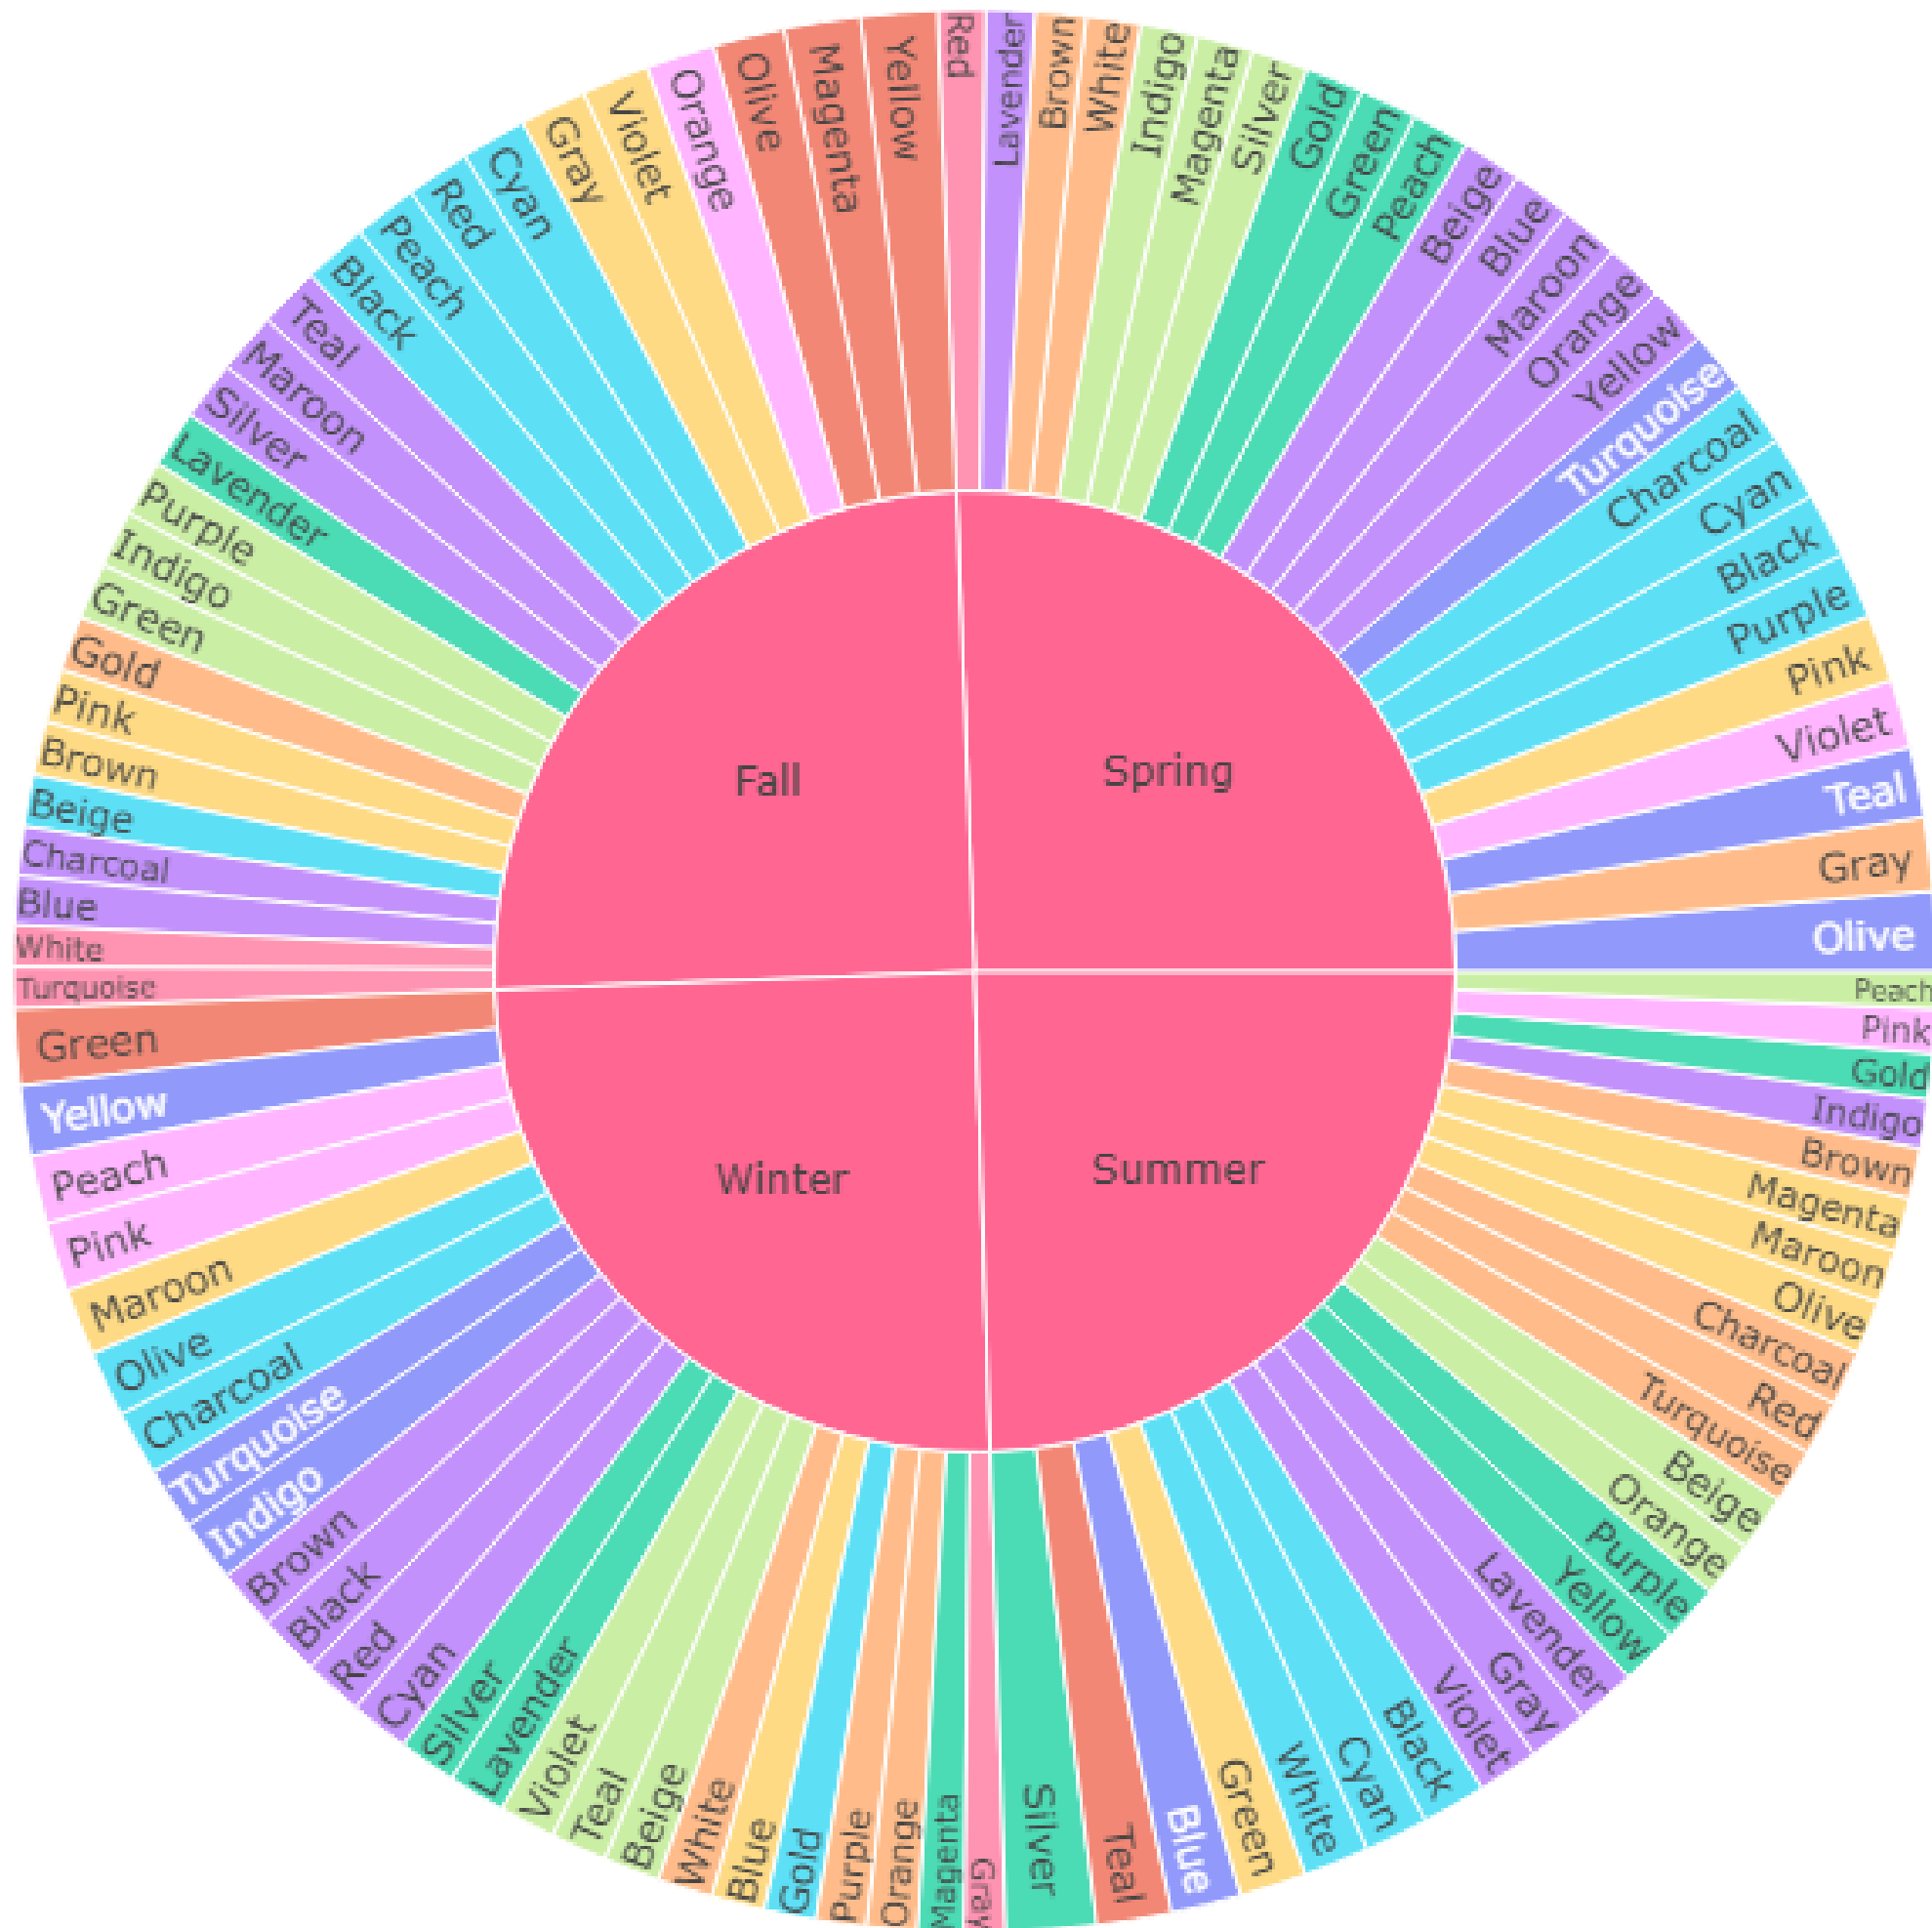 Fall
Spring
Winter
Summer
Red
Lavender
Brown
White
Indigo
Magenta
Silver
Gold
Green
Peach
Beige
Blue
Maroon
Orange
Yellow
Turquoise
Charcoal
Cyan
Black
Purple
Pink
Violet
Teal
Gray
Olive
Peach
Pink
Gold
Indigo
Brown
Magenta
Maroon
Olive
Charcoal
Red
Turquoise
Beige
Orange
Purple
Yellow
Lavender
Gray
Violet
Black
Cyan
White
Green
Blue
Teal
Silver
Gray
Magenta
Orange
Purple
Gold
Blue
White
Beige
Teal
Violet
Lavender
Silver
Cyan
Red
Black
Brown
Indigo
Turquoise
Charcoal
Olive
Maroon
Pink
Peach
Yellow
Green
Turquoise
White
Blue
Charcoal
Beige
Brown
Pink
Gold
Green
Indigo
Purple
Lavender
Silver
Maroon
Teal
Black
Peach
Red
Cyan
Gray
Violet
Orange
Olive
Magenta
Yellow